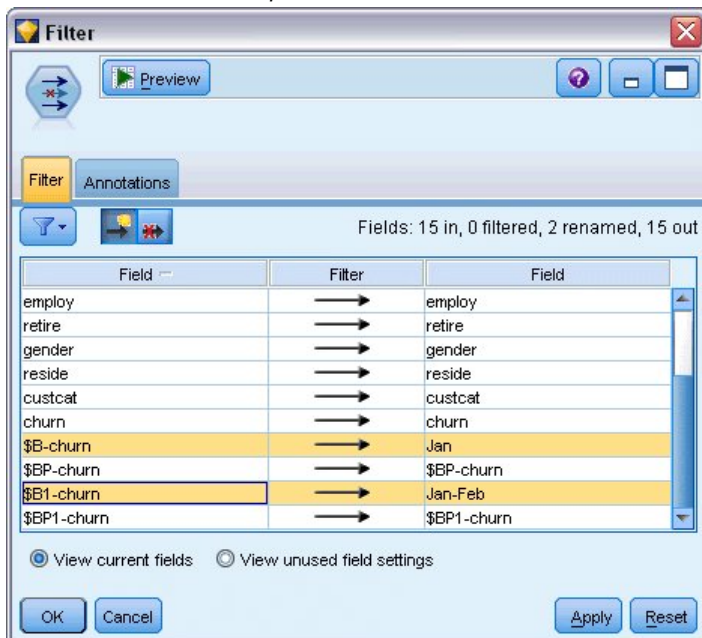 Filter
Preview
Filter Annotations
Fields: 15 in, 0 filtered, 2 renamed, 15 out
Field Filter Field
employ employ
retire retire
gender gender
reside reside
custcat custcat
churn churn
$B-churn Jan
$BP-churn $BP-churn
$B1-churn Jan-Feb
$BP1-churn $BP1-churn
View current fields View unused field settings
OK Cancel Apply Reset